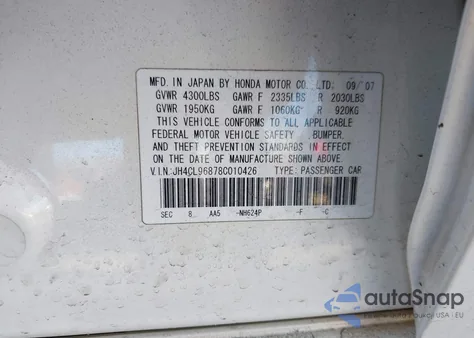 MFD. IN JAPAN BY HONDA MOTOR CO., LTD. 09/07
GVWR 4300LBS GAWR F 2335LBS R 2030LBS
GVWR 1950KG GAWR F 1060KG R 920KG
THIS VEHICLE CONFORMS TO ALL APPLICABLE
FEDERAL MOTOR VEHICLE SAFETY, BUMPER,
AND THEFT PREVENTION STANDARDS IN EFFECT
ON THE DATE OF MANUFACTURE SHOWN ABOVE.
V.I.N.:JH4CL96878C010426 TYPE: PASSENGER CAR
SEC 8 AA5 -NH624P -F -C
autoSnap
USA | EU